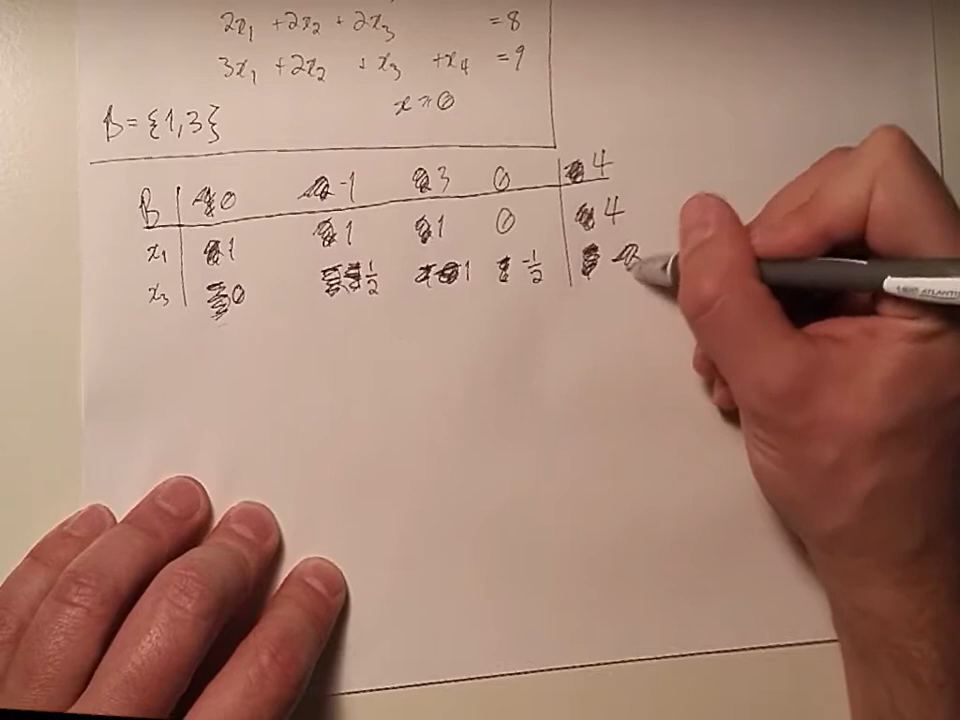 2x₁ + 2x₂ + 2x₃ = 8
3x₁ + 2x₂ + x₃ + x₄ = 9
x ≥ 0
B = {1,3}
B 0 -1 3 0 4
x₁ 1 1 1 0 4
x₃ 0 1/2 1 -1/2